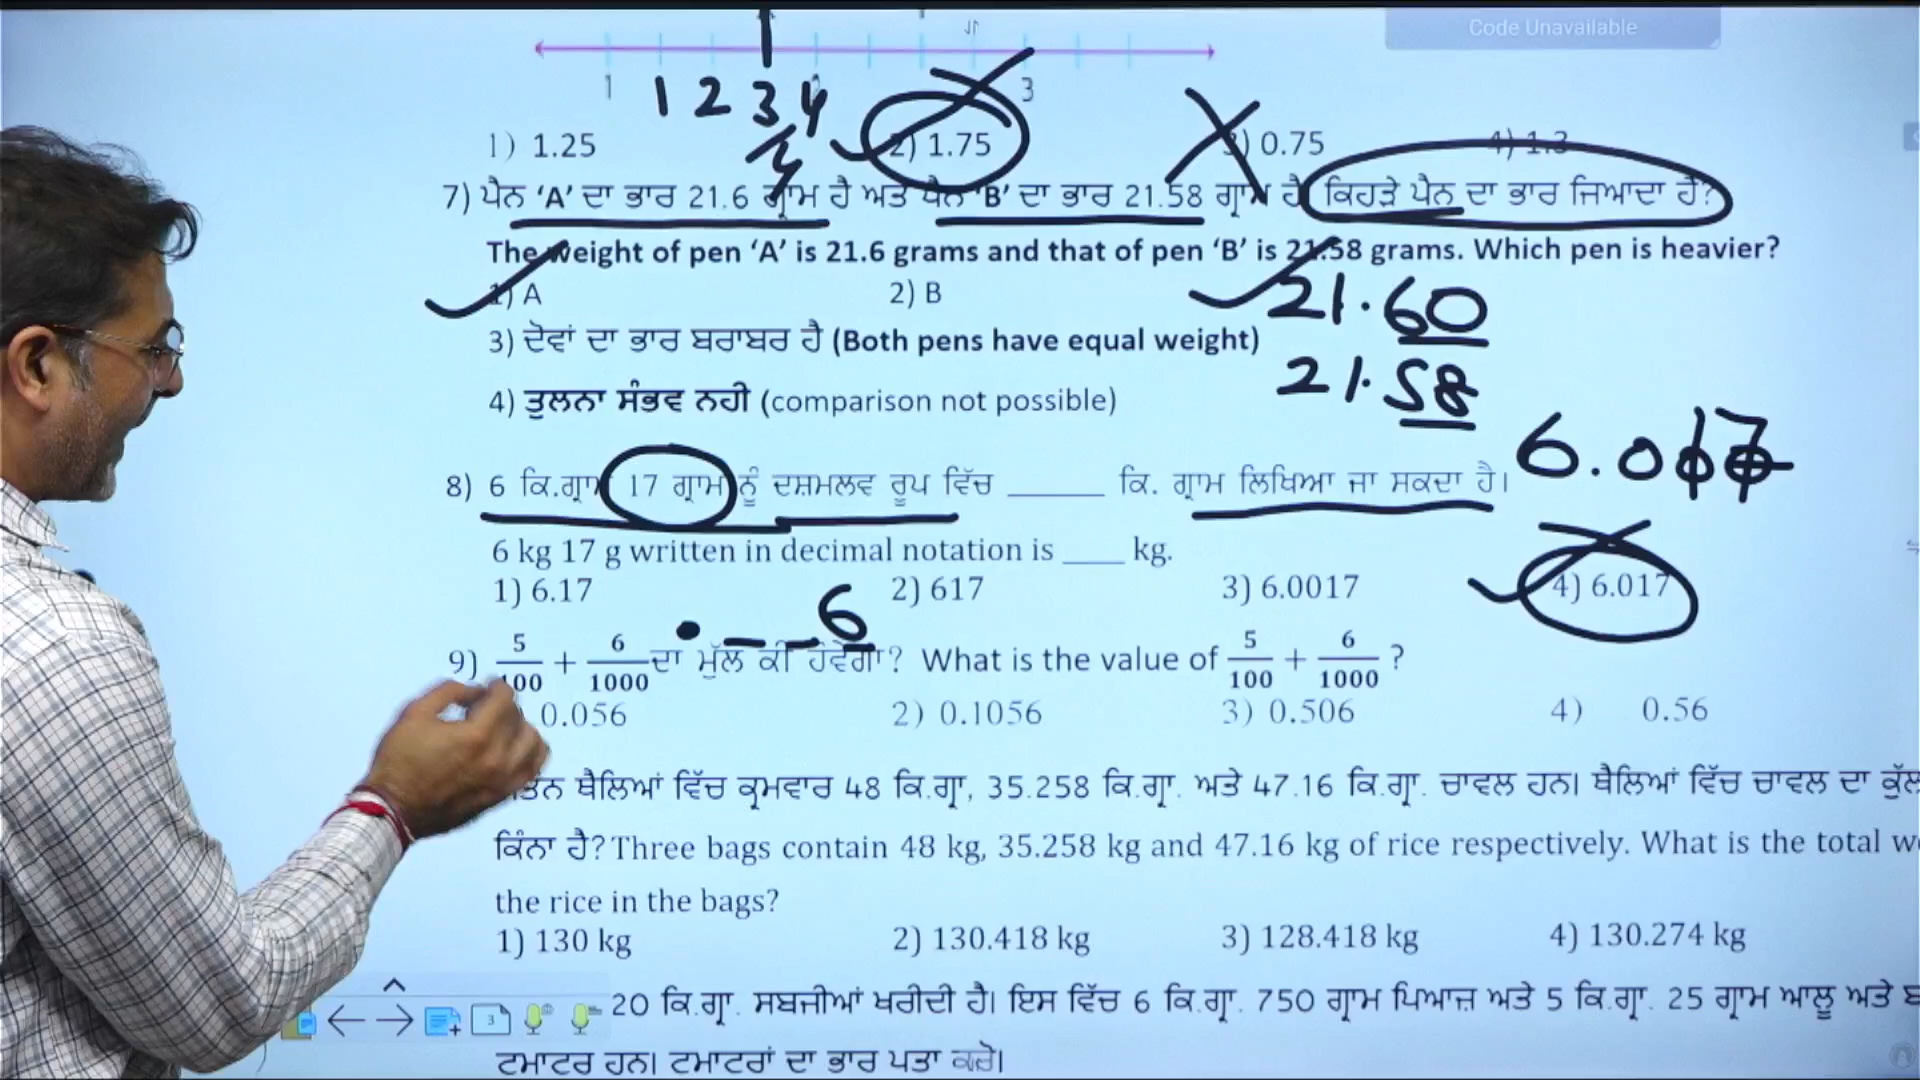 Code Unavailable
1 3
1 2 3 4
4
1) 1.25 2) 1.75 3) 0.75 4) 1.3
7) ਪੈਨ ‘A’ ਦਾ ਭਾਰ 21.6 ਗ੍ਰਾਮ ਹੈ ਅਤੇ ਪੈਨ ‘B’ ਦਾ ਭਾਰ 21.58 ਗ੍ਰਾਮ ਹੈ ਕਿਹੜੇ ਪੈਨ ਦਾ ਭਾਰ ਜਿਆਦਾ ਹੈ?
The weight of pen ‘A’ is 21.6 grams and that of pen ‘B’ is 21.58 grams. Which pen is heavier?
1) A 2) B
21.60
3) ਦੋਵਾਂ ਦਾ ਭਾਰ ਬਰਾਬਰ ਹੈ (Both pens have equal weight)
21.58
4) ਤੁਲਨਾ ਸੰਭਵ ਨਹੀ (comparison not possible)
6.017
8) 6 ਕਿ.ਗ੍ਰਾ 17 ਗ੍ਰਾਮ ਨੂੰ ਦਸ਼ਮਲਵ ਰੂਪ ਵਿੱਚ ______ ਕਿ. ਗ੍ਰਾਮ ਲਿਖਿਆ ਜਾ ਸਕਦਾ ਹੈ।
6 kg 17 g written in decimal notation is ____ kg.
1) 6.17 2) 617 3) 6.0017 4) 6.017
. _ _ 6
9) 5/100 + 6/1000 ਦਾ ਮੁੱਲ ਕੀ ਹੋਵੇਗਾ? What is the value of 5/100 + 6/1000 ?
0.056 2) 0.1056 3) 0.506 4) 0.56
ਤਿੰਨ ਥੈਲਿਆਂ ਵਿੱਚ ਕ੍ਰਮਵਾਰ 48 ਕਿ.ਗ੍ਰਾ, 35.258 ਕਿ.ਗ੍ਰਾ. ਅਤੇ 47.16 ਕਿ.ਗ੍ਰਾ. ਚਾਵਲ ਹਨ। ਥੈਲਿਆਂ ਵਿੱਚ ਚਾਵਲ ਦਾ
ਕਿੰਨਾ ਹੈ? Three bags contain 48 kg, 35.258 kg and 47.16 kg of rice respectively. What is the total
the rice in the bags?
1) 130 kg 2) 130.418 kg 3) 128.418 kg 4) 130.274 kg
20 ਕਿ.ਗ੍ਰਾ. ਸਬਜੀਆਂ ਖਰੀਦੀ ਹੈ। ਇਸ ਵਿੱਚ 6 ਕਿ.ਗ੍ਰਾ. 750 ਗ੍ਰਾਮ ਪਿਆਜ਼ ਅਤੇ 5 ਕਿ.ਗ੍ਰਾ. 25 ਗ੍ਰਾਮ ਆਲੂ ਅਤੇ
3
ਟਮਾਟਰ ਹਨ। ਟਮਾਟਰਾਂ ਦਾ ਭਾਰ ਪਤਾ ਕਰੋ।